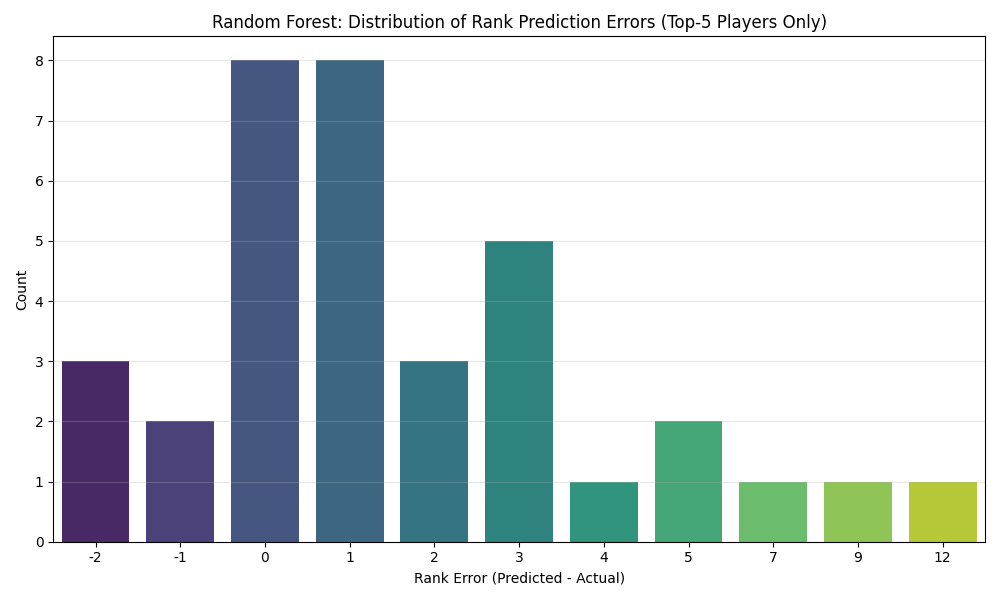 Random Forest: Distribution of Rank Prediction Errors (Top-5 Players Only)
Count
8
7
6
5
4
3
2
1
0
-2 -1 0 1 2 3 4 5 7 9 12
Rank Error (Predicted - Actual)